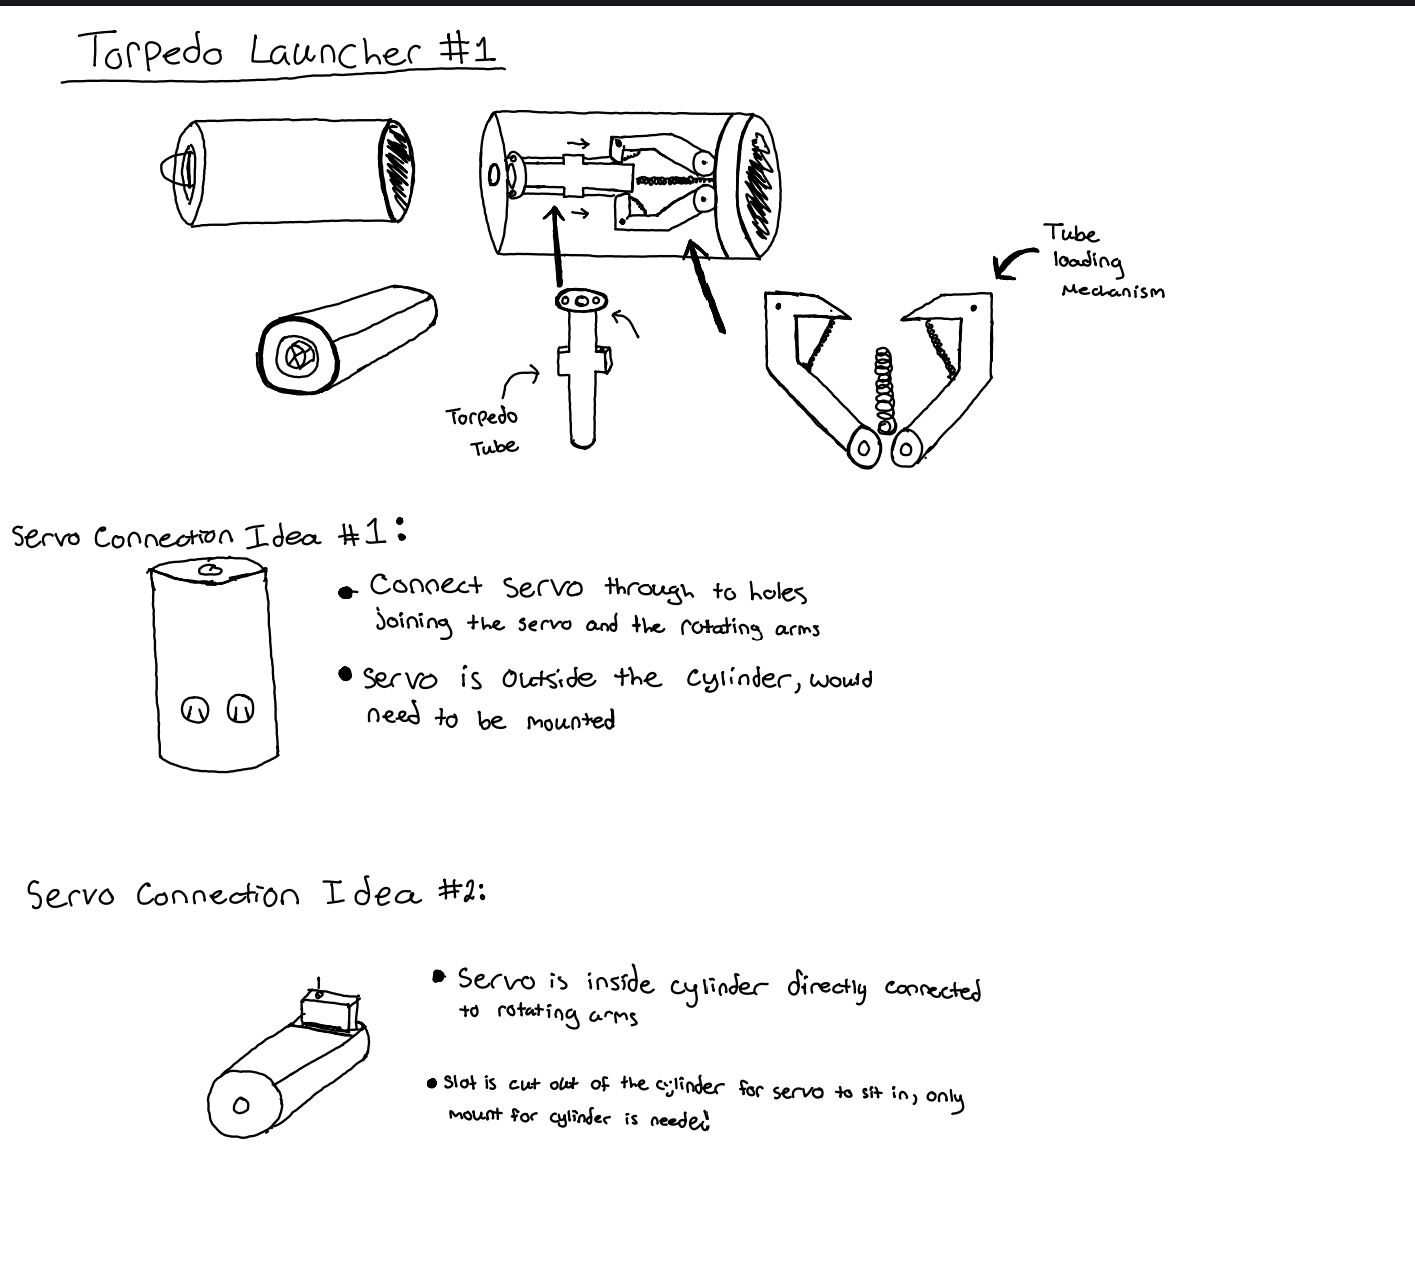 Torpedo Launcher #1
Tube
loading
Mechanism
Torpedo
Tube
Servo Connection Idea #1:
• Connect Servo through to holes
joining the servo and the rotating arms
• Servo is outside the cylinder, would
need to be mounted
Servo Connection Idea #2:
• Servo is inside cylinder directly connected
to rotating arms
• Slot is cut out of the cylinder for servo to sit in, only
mount for cylinder is needed